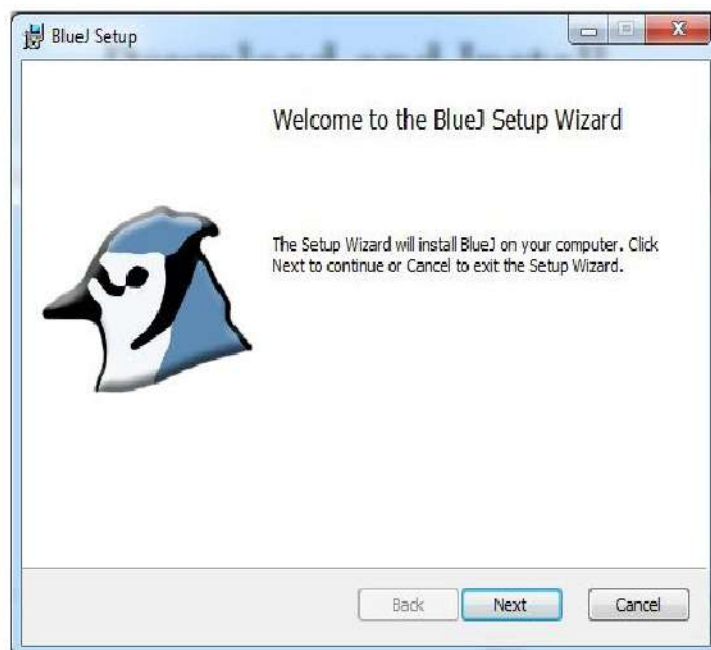 BlueJ Setup
Welcome to the BlueJ Setup Wizard
The Setup Wizard will install BlueJ on your computer. Click
Next to continue or Cancel to exit the Setup Wizard.
Back
Next
Cancel